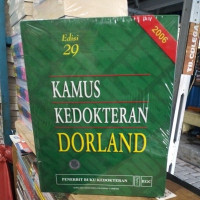 2006
Edisi
29
KAMUS
KEDOKTERAN
DORLAND
PENERBIT BUKU KEDOKTERAN
EGC